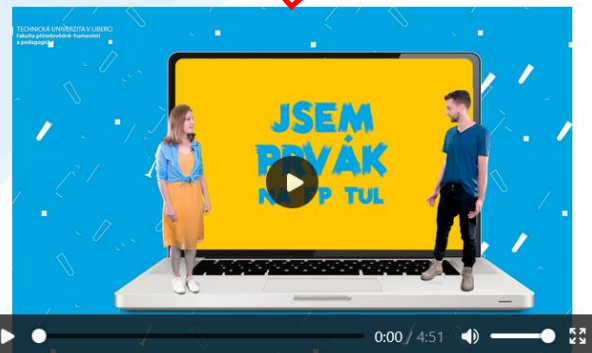 TECHNICKÁ UNIVERZITA V LIBERCI
Fakulta přírodovědně-humanitní
a pedagogická
JSEM
PRVÁK
NA FP TUL
0:00 / 4:51